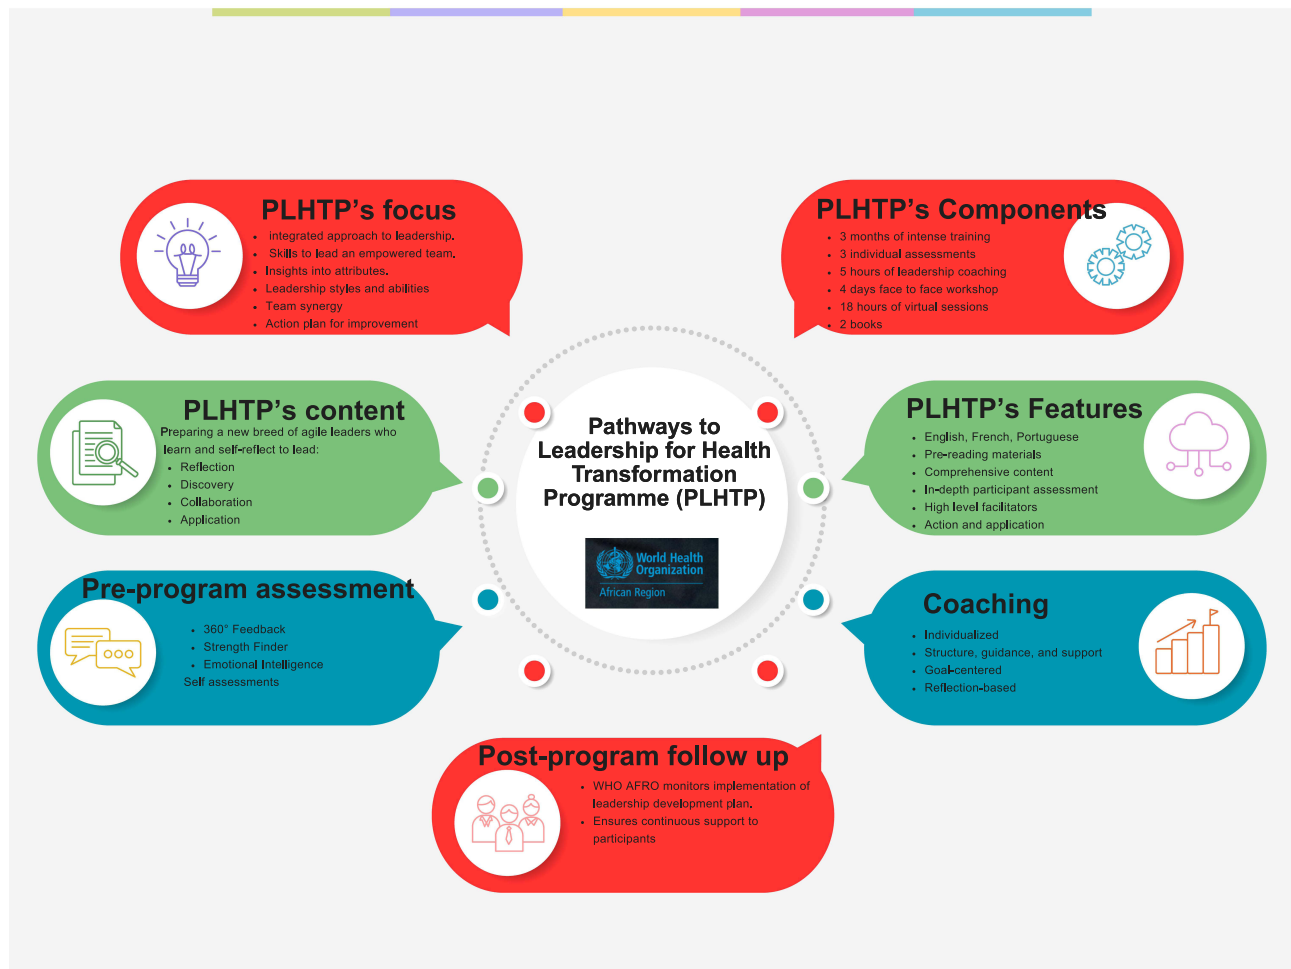 PLHTP's focus
• integrated approach to leadership.
• Skills to lead an empowered team.
• Insights into attributes.
• Leadership styles and abilities
• Team synergy
• Action plan for improvement
PLHTP's Components
• 3 months of intense training
• 3 individual assessments
• 5 hours of leadership coaching
• 4 days face to face workshop
• 18 hours of virtual sessions
• 2 books
PLHTP's content
Preparing a new breed of agile leaders who
learn and self-reflect to lead:
• Reflection
• Discovery
• Collaboration
• Application
Pathways to
Leadership for Health
Transformation
Programme (PLHTP)
World Health
Organization
African Region
PLHTP's Features
• English, French, Portuguese
• Pre-reading materials
• Comprehensive content
• In-depth participant assessment
• High level facilitators
• Action and application
Pre-program assessment
• 360° Feedback
• Strength Finder
• Emotional Intelligence
Self assessments
Coaching
• Individualized
• Structure, guidance, and support
• Goal-centered
• Reflection-based
Post-program follow up
• WHO AFRO monitors implementation of
leadership development plan.
• Ensures continuous support to
participants